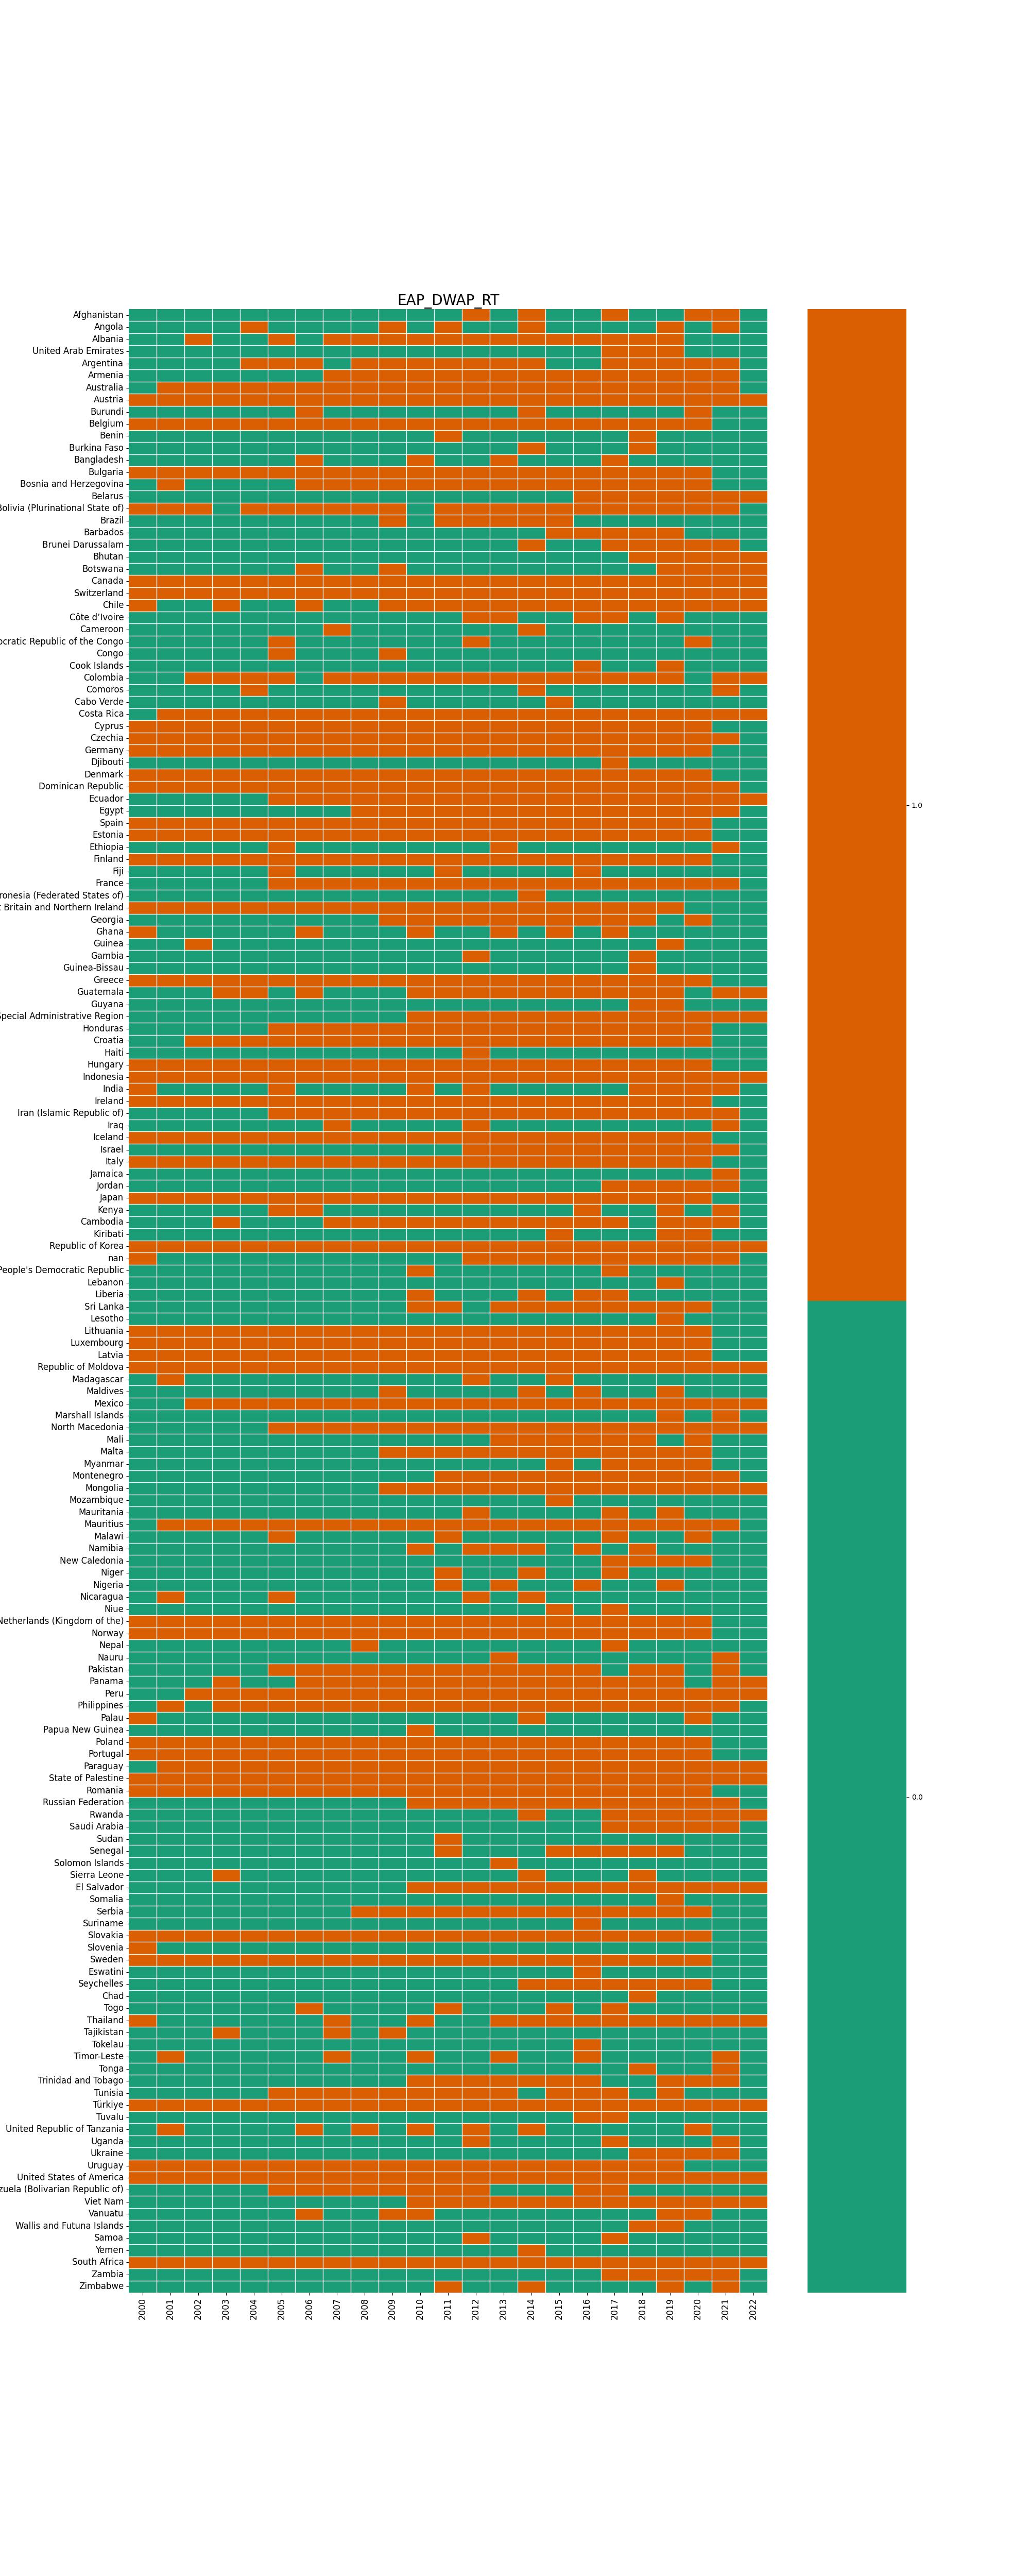 EAP_DWAP_RT
Afghanistan
Angola
Albania
United Arab Emirates
Argentina
Armenia
Australia
Austria
Burundi
Belgium
Benin
Burkina Faso
Bangladesh
Bulgaria
Bosnia and Herzegovina
Belarus
Bolivia (Plurinational State of)
Brazil
Barbados
Brunei Darussalam
Bhutan
Botswana
Canada
Switzerland
Chile
Côte d’Ivoire
Cameroon
ocratic Republic of the Congo
Congo
Cook Islands
Colombia
Comoros
Cabo Verde
Costa Rica
Cyprus
Czechia
Germany
Djibouti
Denmark
Dominican Republic
Ecuador
Egypt
1.0
Spain
Estonia
Ethiopia
Finland
Fiji
France
ronesia (Federated States of)
t Britain and Northern Ireland
Georgia
Ghana
Guinea
Gambia
Guinea-Bissau
Greece
Guatemala
Guyana
Special Administrative Region
Honduras
Croatia
Haiti
Hungary
Indonesia
India
Ireland
Iran (Islamic Republic of)
Iraq
Iceland
Israel
Italy
Jamaica
Jordan
Japan
Kenya
Cambodia
Kiribati
Republic of Korea
nan
People's Democratic Republic
Lebanon
Liberia
Sri Lanka
Lesotho
Lithuania
Luxembourg
Latvia
Republic of Moldova
Madagascar
Maldives
Mexico
Marshall Islands
North Macedonia
Mali
Malta
Myanmar
Montenegro
Mongolia
Mozambique
Mauritania
Mauritius
Malawi
Namibia
New Caledonia
Niger
Nigeria
Nicaragua
Niue
Netherlands (Kingdom of the)
Norway
Nepal
Nauru
Pakistan
Panama
Peru
Philippines
Palau
Papua New Guinea
Poland
Portugal
Paraguay
State of Palestine
Romania
0.0
Russian Federation
Rwanda
Saudi Arabia
Sudan
Senegal
Solomon Islands
Sierra Leone
El Salvador
Somalia
Serbia
Suriname
Slovakia
Slovenia
Sweden
Eswatini
Seychelles
Chad
Togo
Thailand
Tajikistan
Tokelau
Timor-Leste
Tonga
Trinidad and Tobago
Tunisia
Türkiye
Tuvalu
United Republic of Tanzania
Uganda
Ukraine
Uruguay
United States of America
zuela (Bolivarian Republic of)
Viet Nam
Vanuatu
Wallis and Futuna Islands
Samoa
Yemen
South Africa
Zambia
Zimbabwe
2000 2001 2002 2003 2004 2005 2006 2007 2008 2009 2010 2011 2012 2013 2014 2015 2016 2017 2018 2019 2020 2021 2022